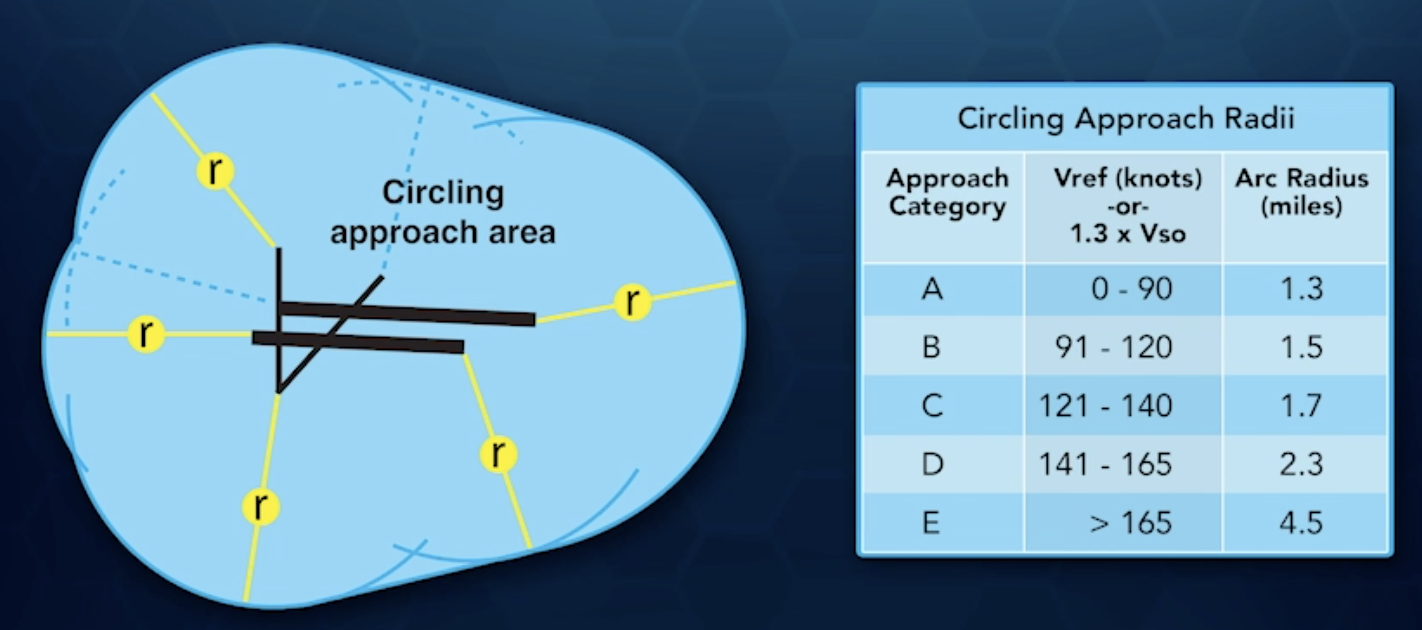 r
Circling
approach area
r
r
r
r
Circling Approach Radii
Approach
Category
Vref (knots)
-or-
1.3 x Vso
Arc Radius
(miles)
A 0 - 90 1.3
B 91 - 120 1.5
C 121 - 140 1.7
D 141 - 165 2.3
E > 165 4.5